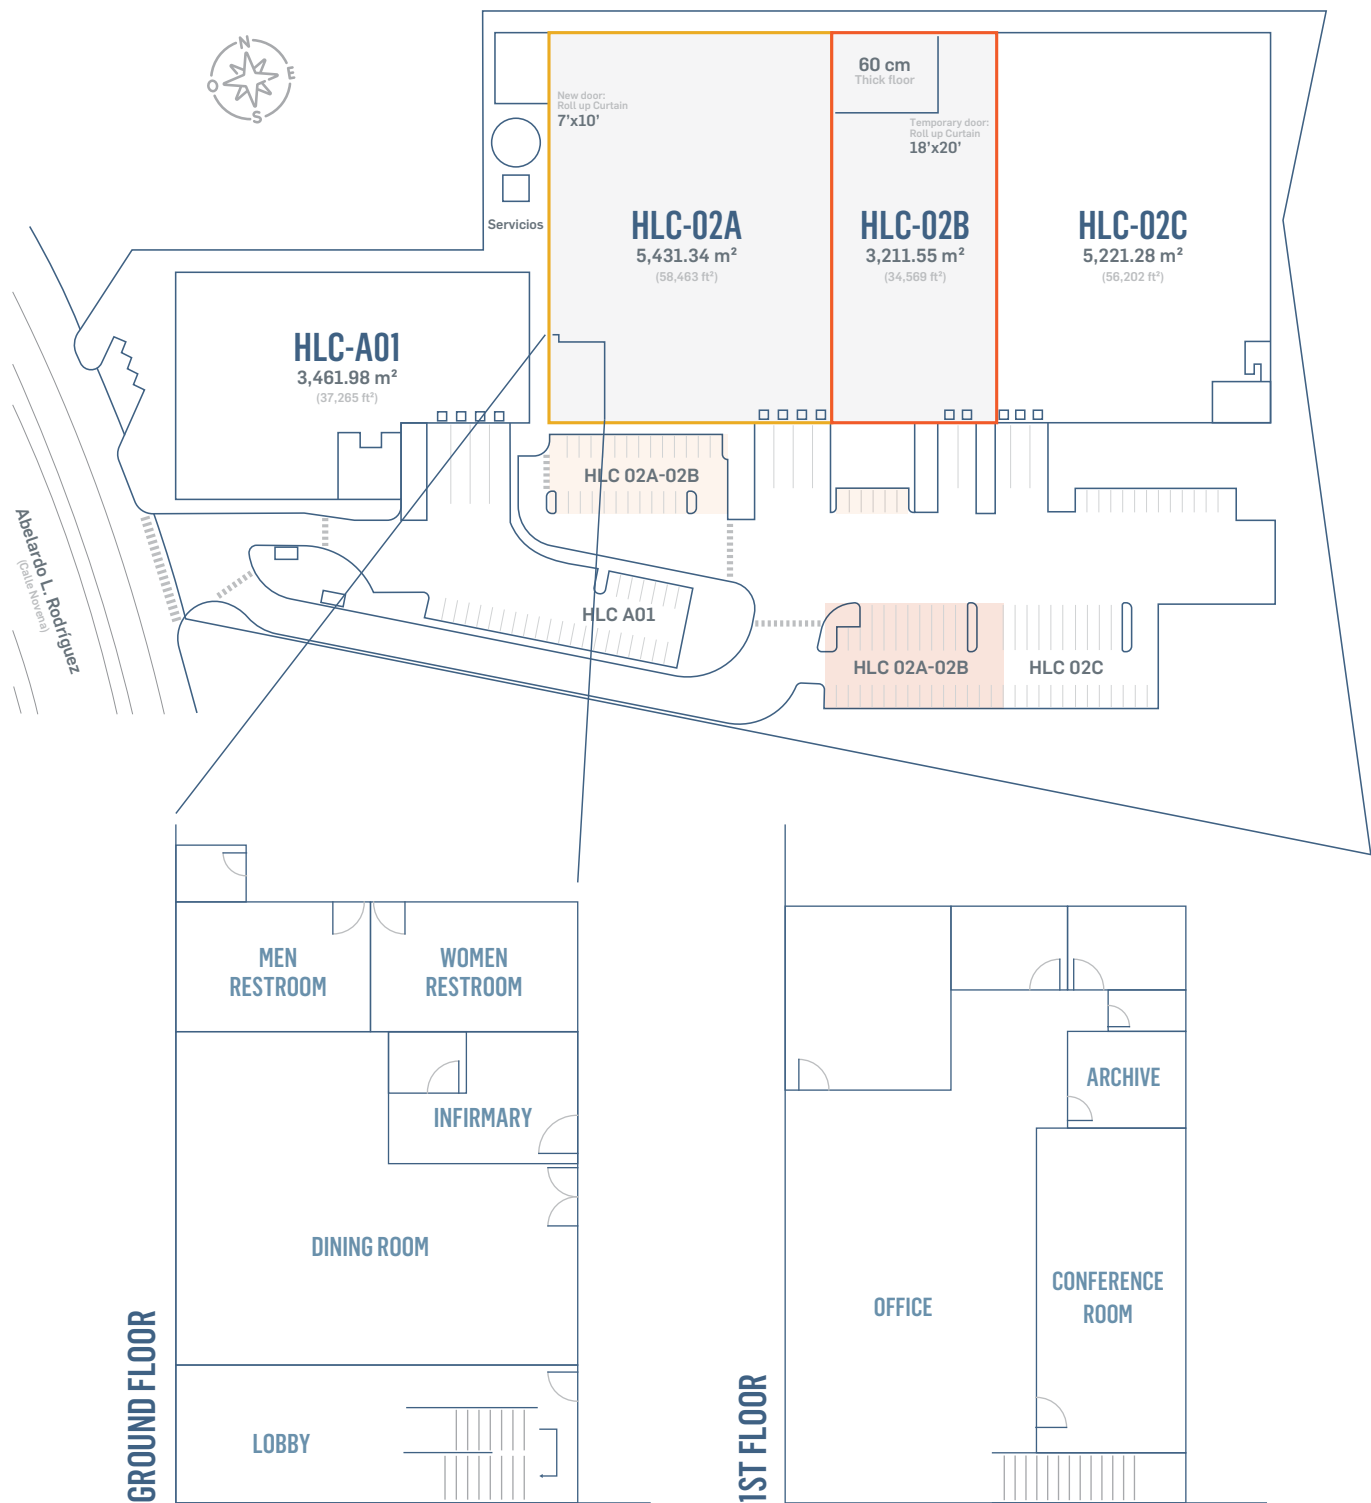 N
E
S
O
60 cm
Thick floor
New door:
Roll up Curtain
7'x10'
Temporary door:
Roll up Curtain
18'x20'
Servicios
HLC-02A
5,431.34 m²
(58,463 ft²)
HLC-02B
3,211.55 m²
(34,569 ft²)
HLC-02C
5,221.28 m²
(56,202 ft²)
HLC-A01
3,461.98 m²
(37,265 ft²)
HLC 02A-02B
Abelardo L. Rodríguez
(Calle Novena)
HLC A01
HLC 02A-02B
HLC 02C
MEN
RESTROOM
WOMEN
RESTROOM
INFIRMARY
DINING ROOM
LOBBY
GROUND FLOOR
ARCHIVE
CONFERENCE
ROOM
OFFICE
1ST FLOOR